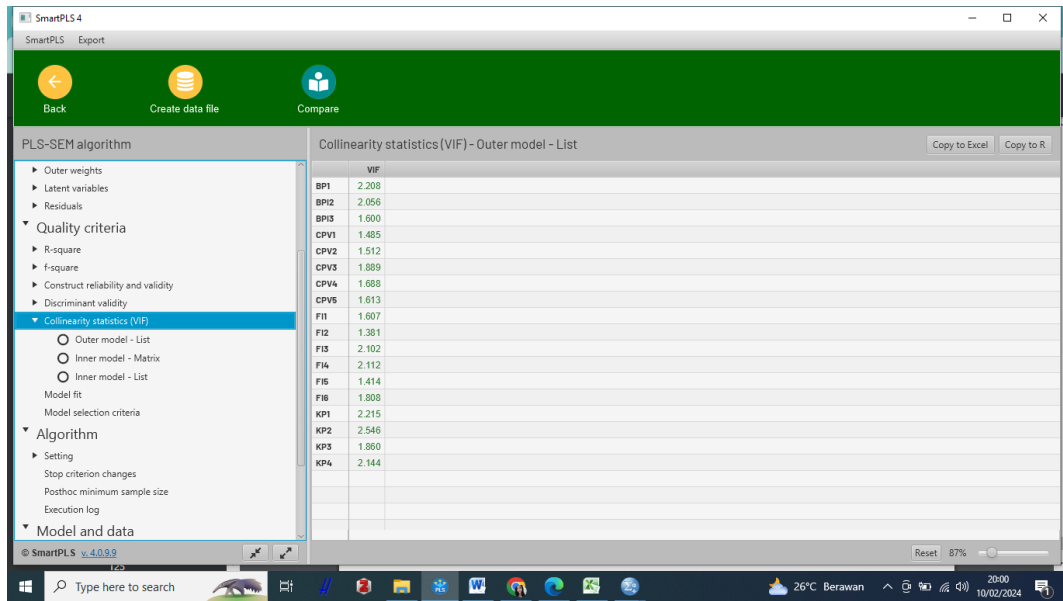 SmartPLS 4
SmartPLS Export
Back Create data file Compare
PLS-SEM algorithm
Outer weights
Latent variables
Residuals
Quality criteria
R-square
f-square
Construct reliability and validity
Discriminant validity
Collinearity statistics (VIF)
Outer model - List
Inner model - Matrix
Inner model - List
Model fit
Model selection criteria
Algorithm
Setting
Stop criterion changes
Posthoc minimum sample size
Execution log
Model and data
© SmartPLS v. 4.0.9.9
Collinearity statistics (VIF) - Outer model - List Copy to Excel Copy to R
VIF
BP1 2.208
BPI2 2.056
BPI3 1.600
CPV1 1.485
CPV2 1.512
CPV3 1.889
CPV4 1.688
CPV5 1.613
FI1 1.607
FI2 1.381
FI3 2.102
FI4 2.112
FI5 1.414
FI6 1.808
KP1 2.215
KP2 2.546
KP3 1.860
KP4 2.144
Reset 87%
125
Type here to search 26°C Berawan 20:00
10/02/2024